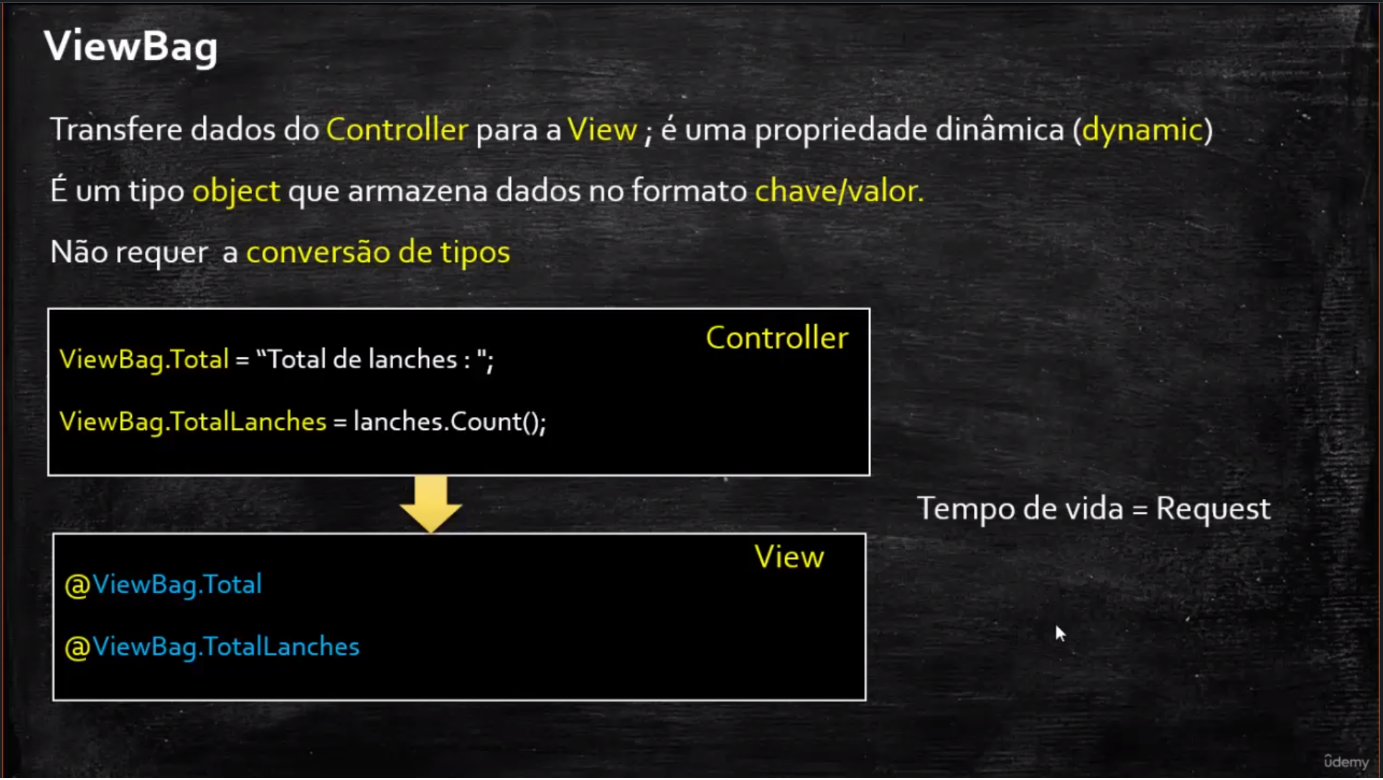 ViewBag
Transfere dados do Controller para a View ; é uma propriedade dinâmica (dynamic)
É um tipo object que armazena dados no formato chave/valor.
Não requer a conversão de tipos
Controller
ViewBag.Total = “Total de lanches : ";
ViewBag.TotalLanches = lanches.Count();
Tempo de vida = Request
View
@ViewBag.Total
@ViewBag.TotalLanches
ûdemy